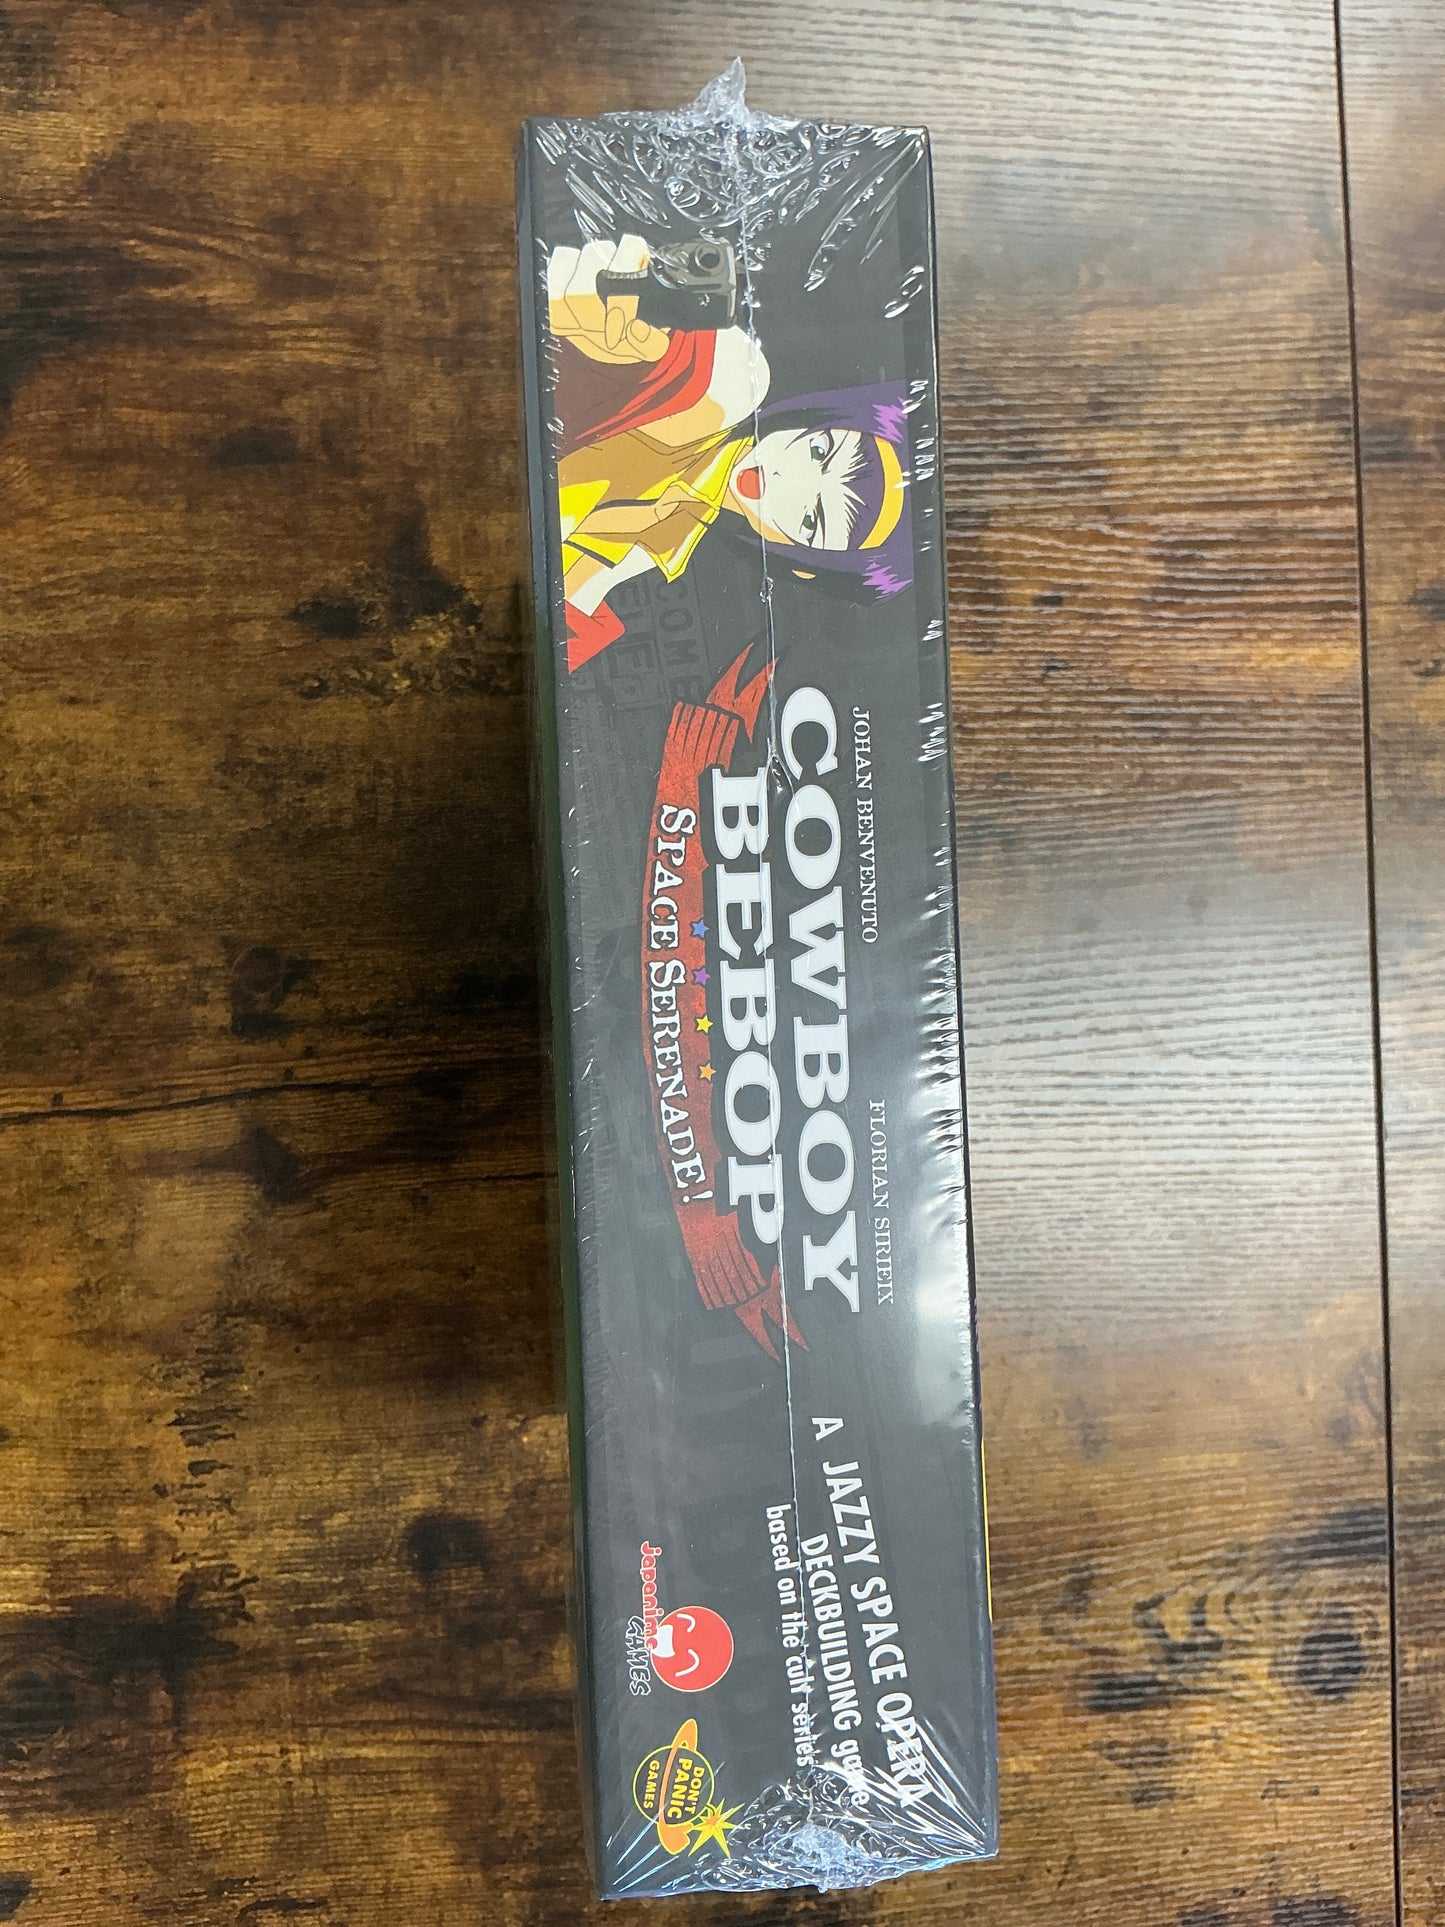 JOHAN BENVENUTO
FLORIAN SIRIEIX
COWBOY
BEBOP
SPACE SERENADE!
A JAZZY SPACE OPERA
DECKBUILDING game
based on the cult series
japanime
GAMES
DON'T
PANIC
GAMES
COME